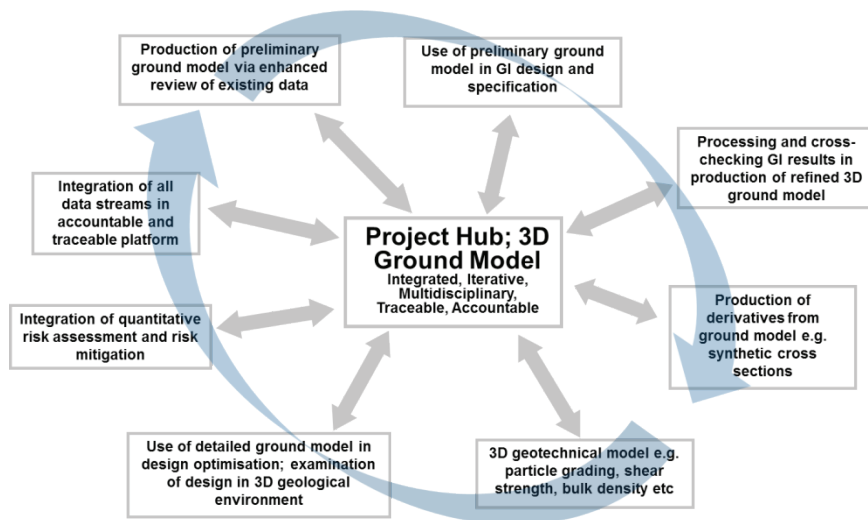 Production of preliminary
ground model via enhanced
review of existing data
Use of preliminary ground
model in GI design and
specification
Processing and cross-
checking GI results in
production of refined 3D
ground model
Integration of all
data streams in
accountable and
traceable platform
Project Hub; 3D
Ground Model
Integrated, Iterative,
Multidisciplinary,
Traceable, Accountable
Production of
derivatives from
ground model e.g.
synthetic cross
sections
Integration of quantitative
risk assessment and risk
mitigation
Use of detailed ground model in
design optimisation; examination
of design in 3D geological
environment
3D geotechnical model e.g.
particle grading, shear
strength, bulk density etc